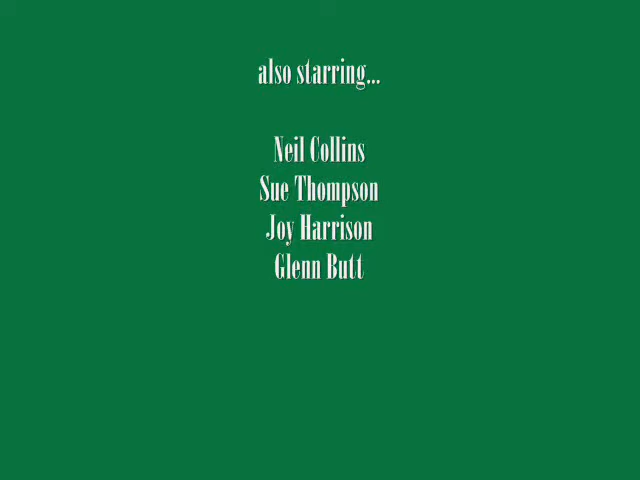 also starring...
Neil Collins
Sue Thompson
Joy Harrison
Glenn Butt